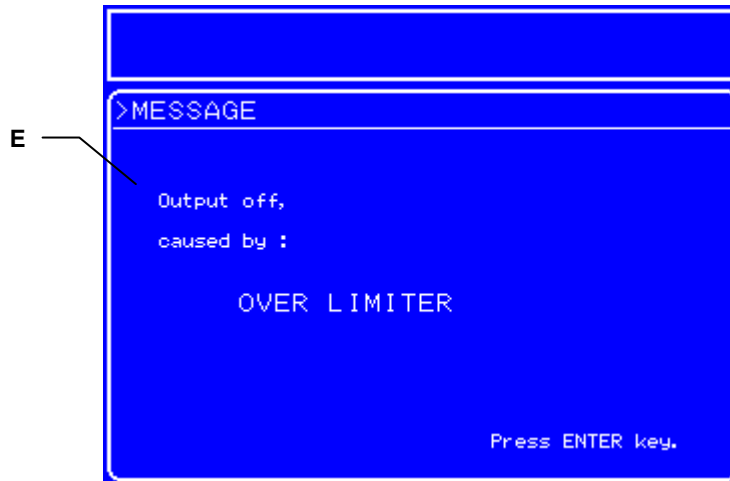 >MESSAGE
E
Output off,
caused by :
OVER LIMITER
Press ENTER key.